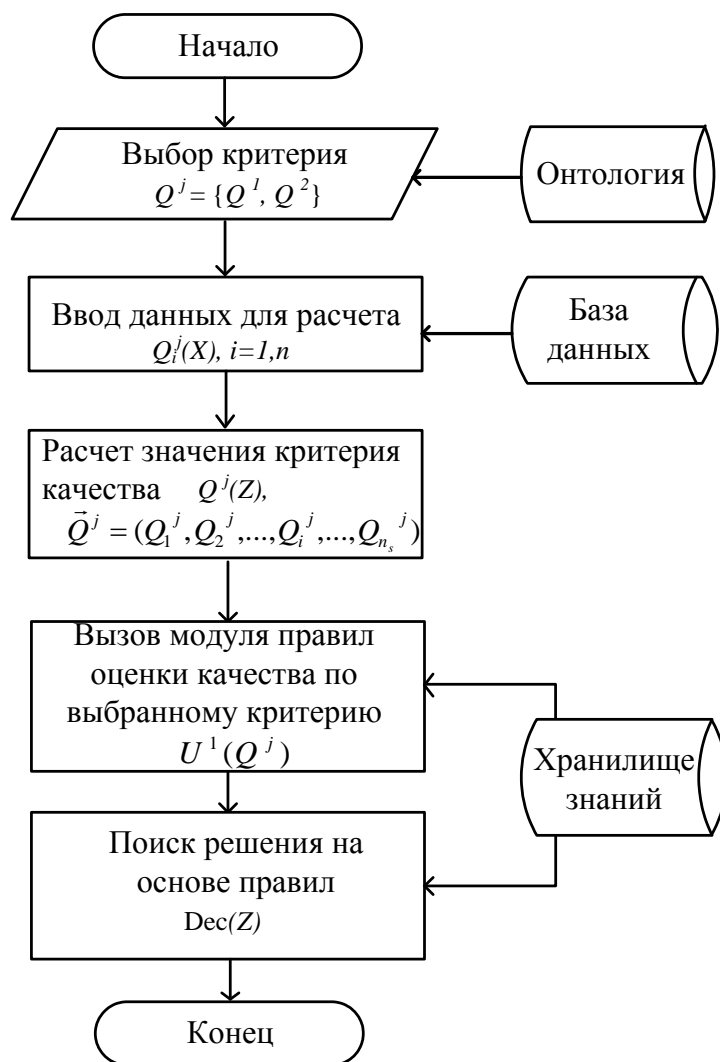 Начало
Выбор критерия
Q^j = {Q^1, Q^2}
Онтология
Ввод данных для расчета
Q_i^j(X), i=1,n
База
данных
Расчет значения критерия
качества Q^j(Z),
\vec{Q}^j = (Q_1^j, Q_2^j, ..., Q_i^j, ..., Q_{n_s}^j)
Вызов модуля правил
оценки качества по
выбранному критерию
U^1(Q^j)
Хранилище
знаний
Поиск решения на
основе правил
Dec(Z)
Конец